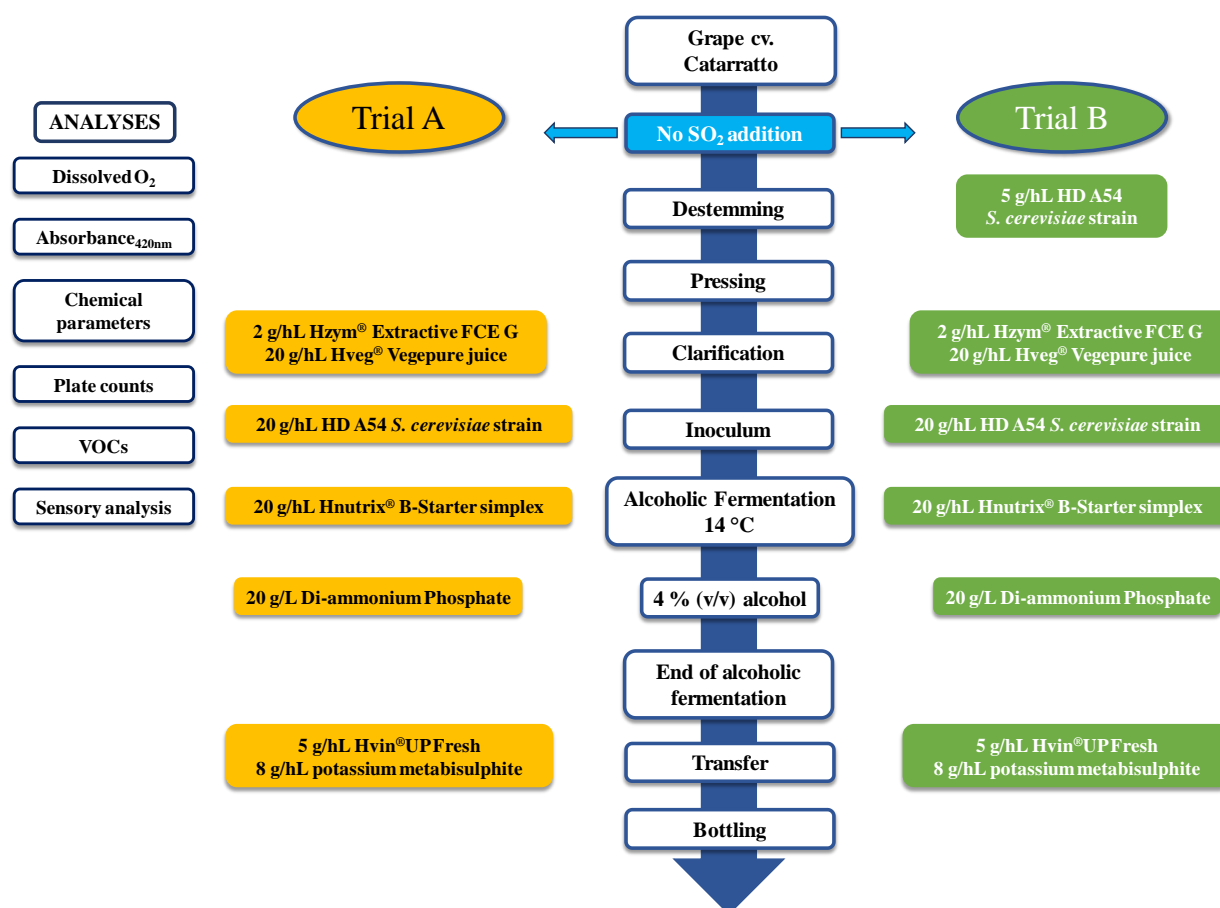 Grape cv.
Catarratto
Trial A
Trial B
ANALYSES
No SO₂ addition
Dissolved O₂
5 g/hL HD A54
S. cerevisiae strain
Destemming
Absorbance₄₂₀ₙₘ
Pressing
Chemical
parameters
2 g/hL Hzym® Extractive FCE G
20 g/hL Hveg® Vegepure juice
Clarification
2 g/hL Hzym® Extractive FCE G
20 g/hL Hveg® Vegepure juice
Plate counts
20 g/hL HD A54 S. cerevisiae strain
Inoculum
20 g/hL HD A54 S. cerevisiae strain
VOCs
Sensory analysis
20 g/hL Hnutrix® B-Starter simplex
Alcoholic Fermentation
14 °C
20 g/hL Hnutrix® B-Starter simplex
20 g/L Di-ammonium Phosphate
4 % (v/v) alcohol
20 g/L Di-ammonium Phosphate
End of alcoholic
fermentation
5 g/hL Hvin®UP Fresh
8 g/hL potassium metabisulphite
Transfer
5 g/hL Hvin®UP Fresh
8 g/hL potassium metabisulphite
Bottling